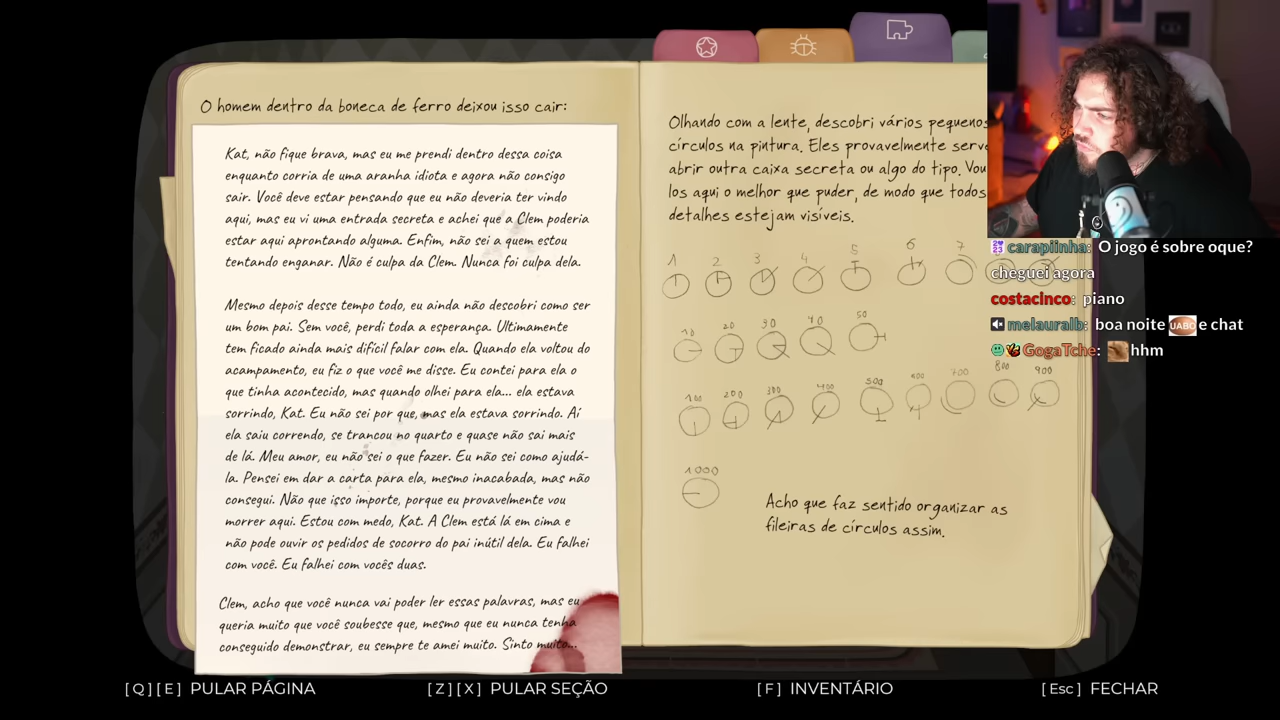 O homem dentro da boneca de ferro deixou isso cair:
Kat, não fique brava, mas eu me prendi dentro dessa coisa
enquanto corria de uma aranha idiota e agora não consigo
sair. Você deve estar pensando que eu não deveria ter vindo
aqui, mas eu vi uma entrada secreta e achei que a Clem poderia
estar aqui aprontando alguma. Enfim, não sei a quem estou
tentando enganar. Não é culpa da Clem. Nunca foi culpa dela.
Mesmo depois desse tempo todo, eu ainda não descobri como ser
um bom pai. Sem você, perdi toda a esperança. Ultimamente
tem ficado ainda mais difícil falar com ela. Quando ela voltou do
acampamento, eu fiz o que você me disse. Eu contei para ela o
que tinha acontecido, mas quando olhei para ela... ela estava
sorrindo, Kat. Eu não sei por que, mas ela estava sorrindo. Aí
ela saiu correndo, se trancou no quarto e quase não sai mais
de lá. Meu amor, eu não sei o que fazer. Eu não sei como ajudá-
la. Pensei em dar a carta para ela, mesmo inacabada, mas não
consegui. Não que isso importe, porque eu provavelmente vou
morrer aqui. Estou com medo, Kat. A Clem está lá em cima e
não pode ouvir os pedidos de socorro do pai inútil dela. Eu falhei
com você. Eu falhei com vocês duas.
Clem, acho que você nunca vai poder ler essas palavras, mas eu
queria muito que você soubesse que, mesmo que eu nunca tenha
conseguido demonstrar, eu sempre te amei muito. Sinto muito...
Olhando com a lente, descobri vários pequenos
círculos na pintura. Eles provavelmente serve
abrir outra caixa secreta ou algo do tipo. Vou
los aqui o melhor que puder, de modo que todos
detalhes estejam visíveis.
1 2 3 4 5 6 7
10 20 30 40 50
100 200 300 400 500 600 700 800 900
1000
Acho que faz sentido organizar as
fileiras de círculos assim.
carapiinha: O jogo é sobre oque?
cheguei agora
costacinco: piano
melauralb: boa noite UABO e chat
GogaTche: hhm
[Q][E] PULAR PÁGINA
[Z][X] PULAR SEÇÃO
[F] INVENTÁRIO
[Esc] FECHAR